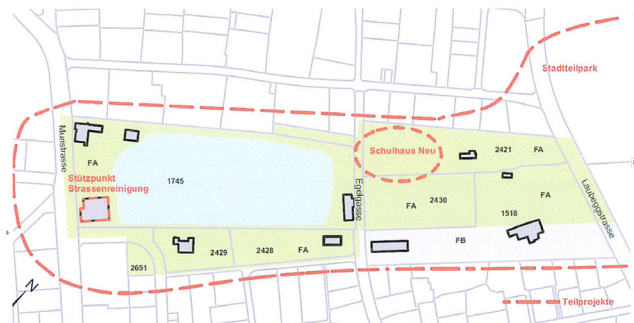 Stadtteilpark
Munstrasse
Schulhaus Neu
2421
FA
FA
Stützpunkt
Strassenreinigung
1745
Egelgasse
Laubeggstrasse
FA
2430
FA
1518
2651
2429
2428
FA
FB
N
Teilprojekte